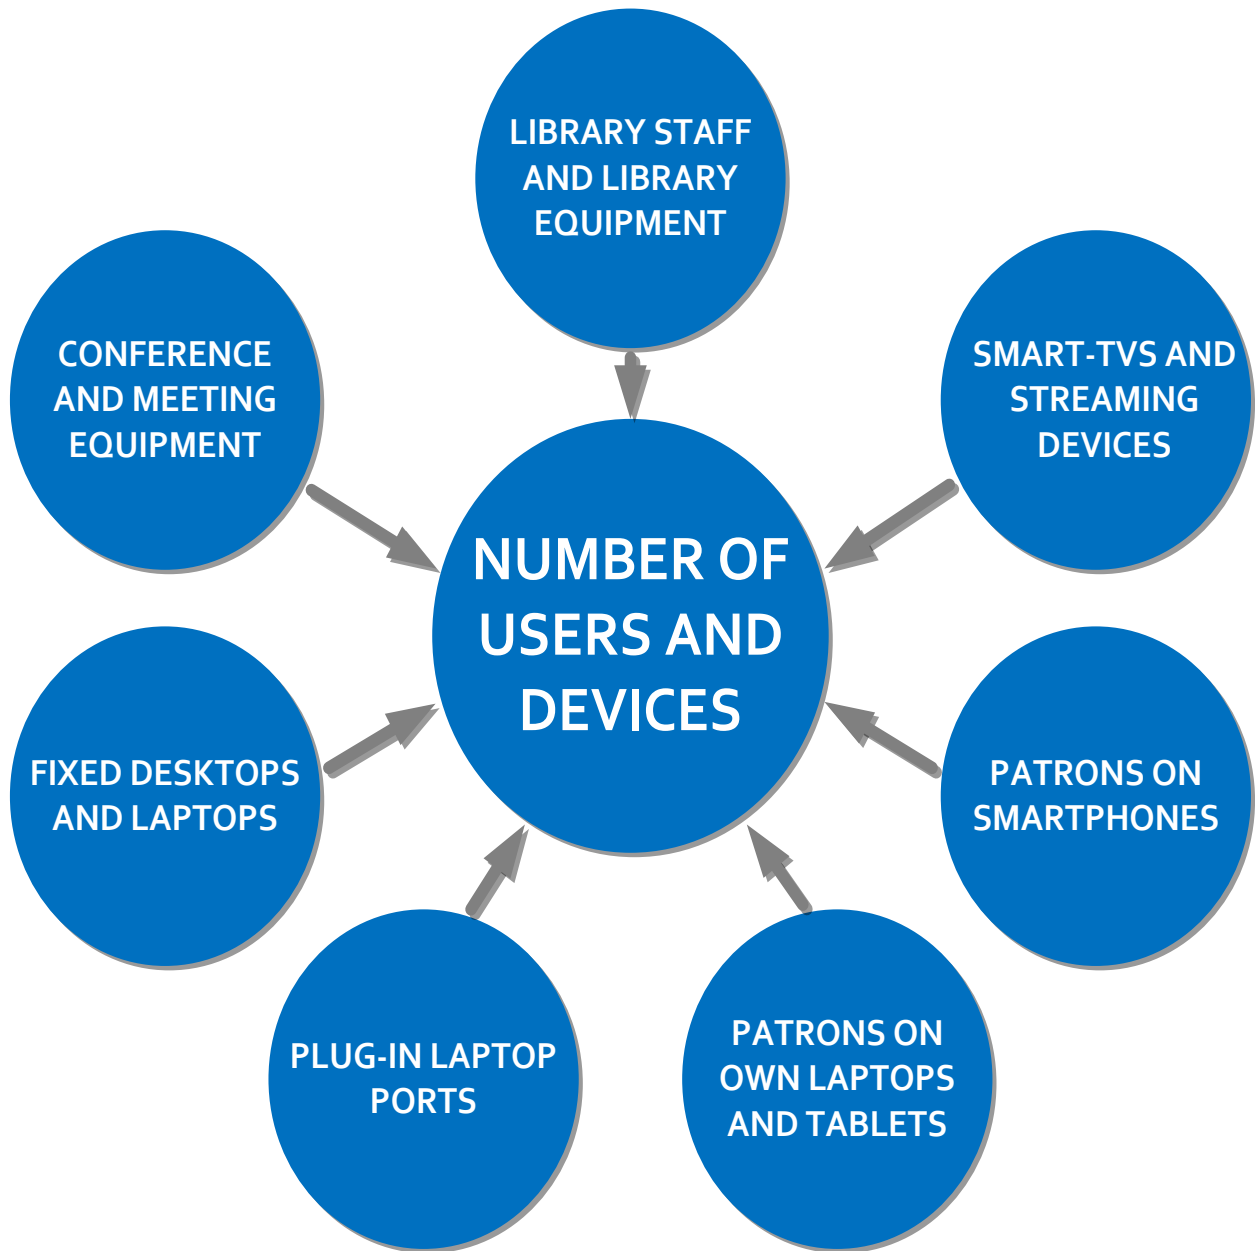 LIBRARY STAFF
AND LIBRARY
EQUIPMENT
CONFERENCE
AND MEETING
EQUIPMENT
SMART-TVS AND
STREAMING
DEVICES
NUMBER OF
USERS AND
DEVICES
FIXED DESKTOPS
AND LAPTOPS
PATRONS ON
SMARTPHONES
PLUG-IN LAPTOP
PORTS
PATRONS ON
OWN LAPTOPS
AND TABLETS